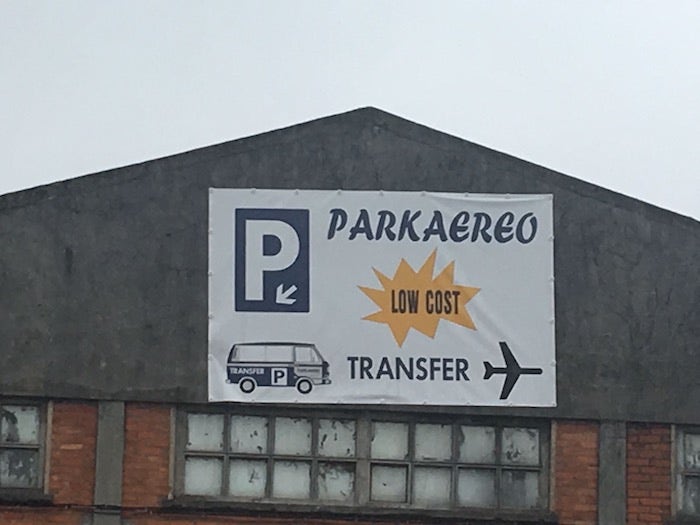 P
PARKAEREO
LOW COST
TRANSFER
P
TRANSFER